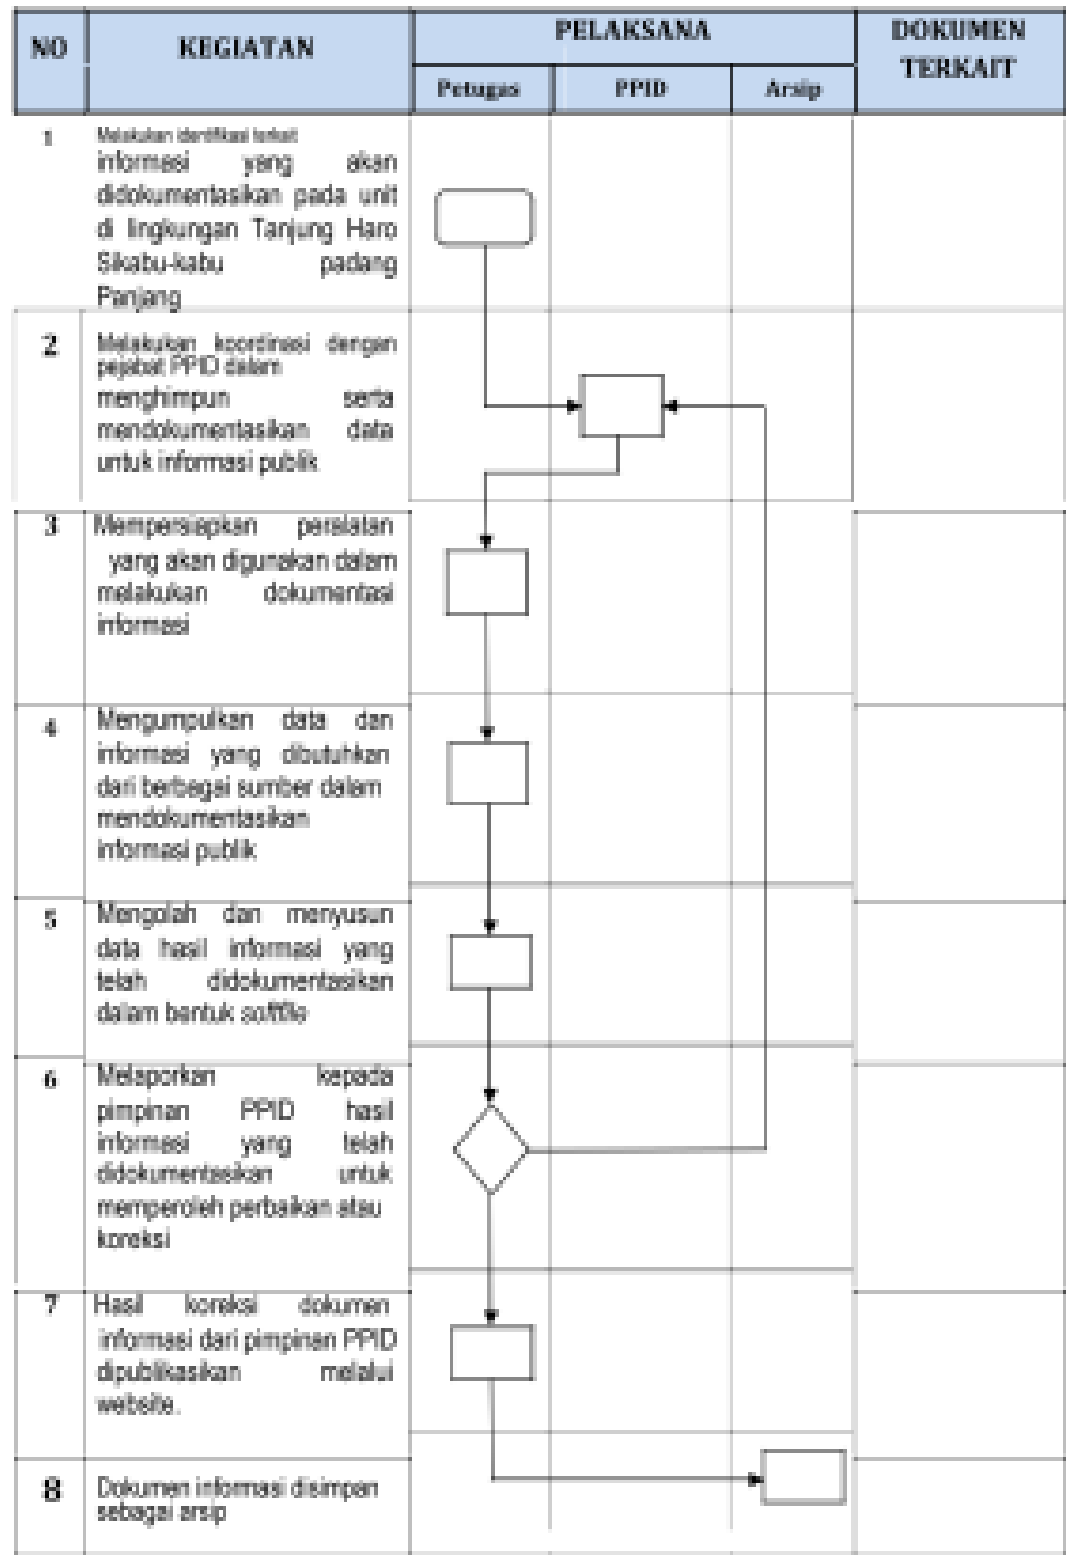 NO KEGIATAN PELAKSANA DOKUMEN TERKAIT
Petugas PPID Arsip
1 Melakukan identifikasi terkait
informasi yang akan
didokumentasikan pada unit
di lingkungan Tanjung Haro
Sikabu-kabu padang
Panjang
2 Melakukan koordinasi dengan
pejabat PPID dalam
menghimpun serta
mendokumentasikan data
untuk informasi publik
3 Mempersiapkan peralatan
yang akan digunakan dalam
melakukan dokumentasi
informasi
4 Mengumpulkan data dan
informasi yang dibutuhkan
dari berbagai sumber dalam
mendokumentasikan
informasi publik
5 Mengolah dan menyusun
data hasil informasi yang
telah didokumentasikan
dalam bentuk softfile
6 Melaporkan kepada
pimpinan PPID hasil
informasi yang telah
didokumentasikan untuk
memperoleh perbaikan atau
koreksi
7 Hasil koreksi dokumen
informasi dari pimpinan PPID
dipublikasikan melalui
website.
8 Dokumen informasi disimpan
sebagai arsip